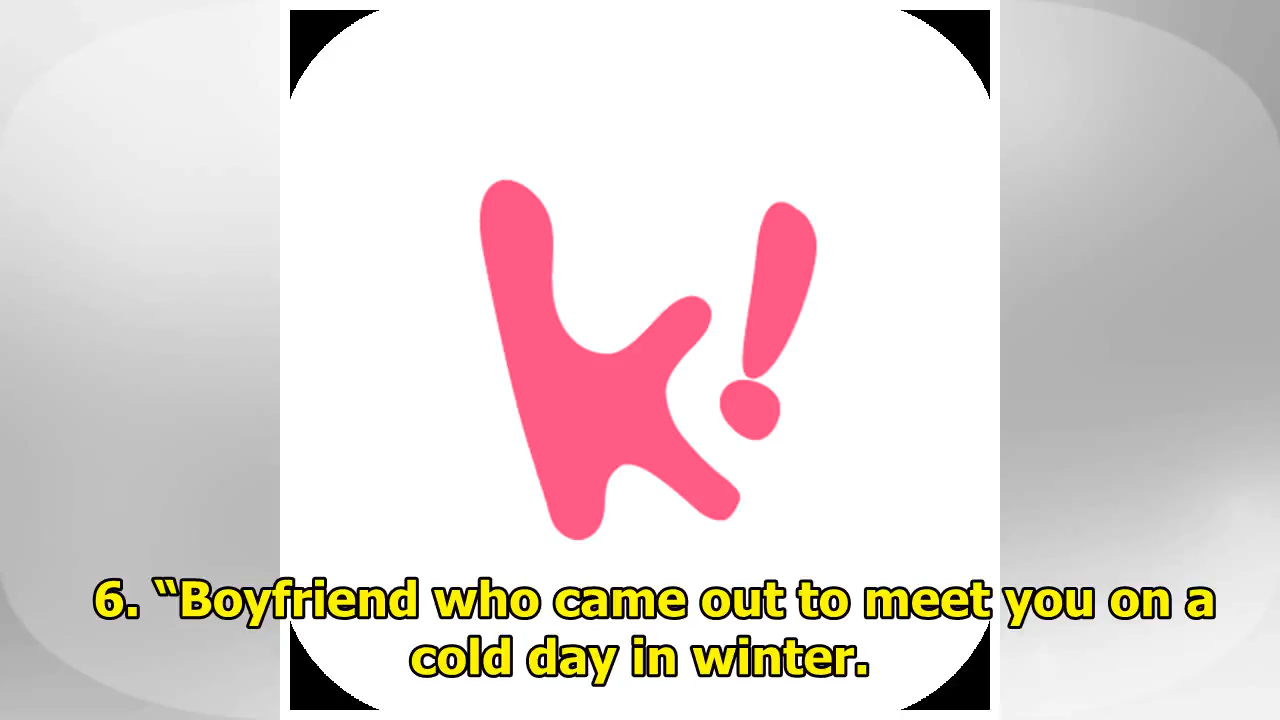 k!
6. “Boyfriend who came out to meet you on a
cold day in winter.